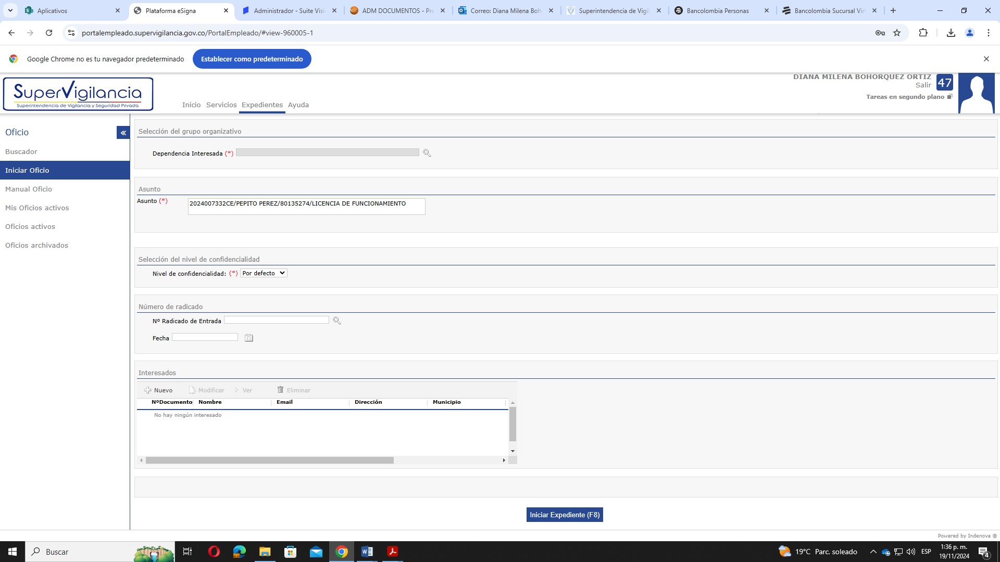 Aplicativos
Plataforma eSigna
Administrador - Suite Visi
ADM DOCUMENTOS - Pr
Correo: Diana Milena Boh
Superintendencia de Vigil
Bancolombia Personas
Bancolombia Sucursal Vir
portalempleado.supervigilancia.gov.co/PortalEmpleado/#view-960005-1
Google Chrome no es tu navegador predeterminado
Establecer como predeterminado
SuperVigilancia
Superintendencia de Vigilancia y Seguridad Privada
Inicio Servicios Expedientes Ayuda
DIANA MILENA BOHORQUEZ ORTIZ
Salir
47
Tareas en segundo plano
Oficio
«
Buscador
Iniciar Oficio
Manual Oficio
Mis Oficios activos
Oficios activos
Oficios archivados
Selección del grupo organizativo
Dependencia Interesada (*)
Asunto
Asunto (*) 2024007332CE/PEPITO PEREZ/80135274/LICENCIA DE FUNCIONAMIENTO
Selección del nivel de confidencialidad
Nivel de confidencialidad: (*) Por defecto
Número de radicado
Nº Radicado de Entrada
Fecha
12
Interesados
Nuevo Modificar Ver Eliminar
NºDocumento Nombre Email Dirección Municipio
No hay ningún interesado
Iniciar Expediente (F8)
Powered by Indenova ®
Buscar
19°C Parc. soleado
ESP
1:36 p. m.
19/11/2024
4